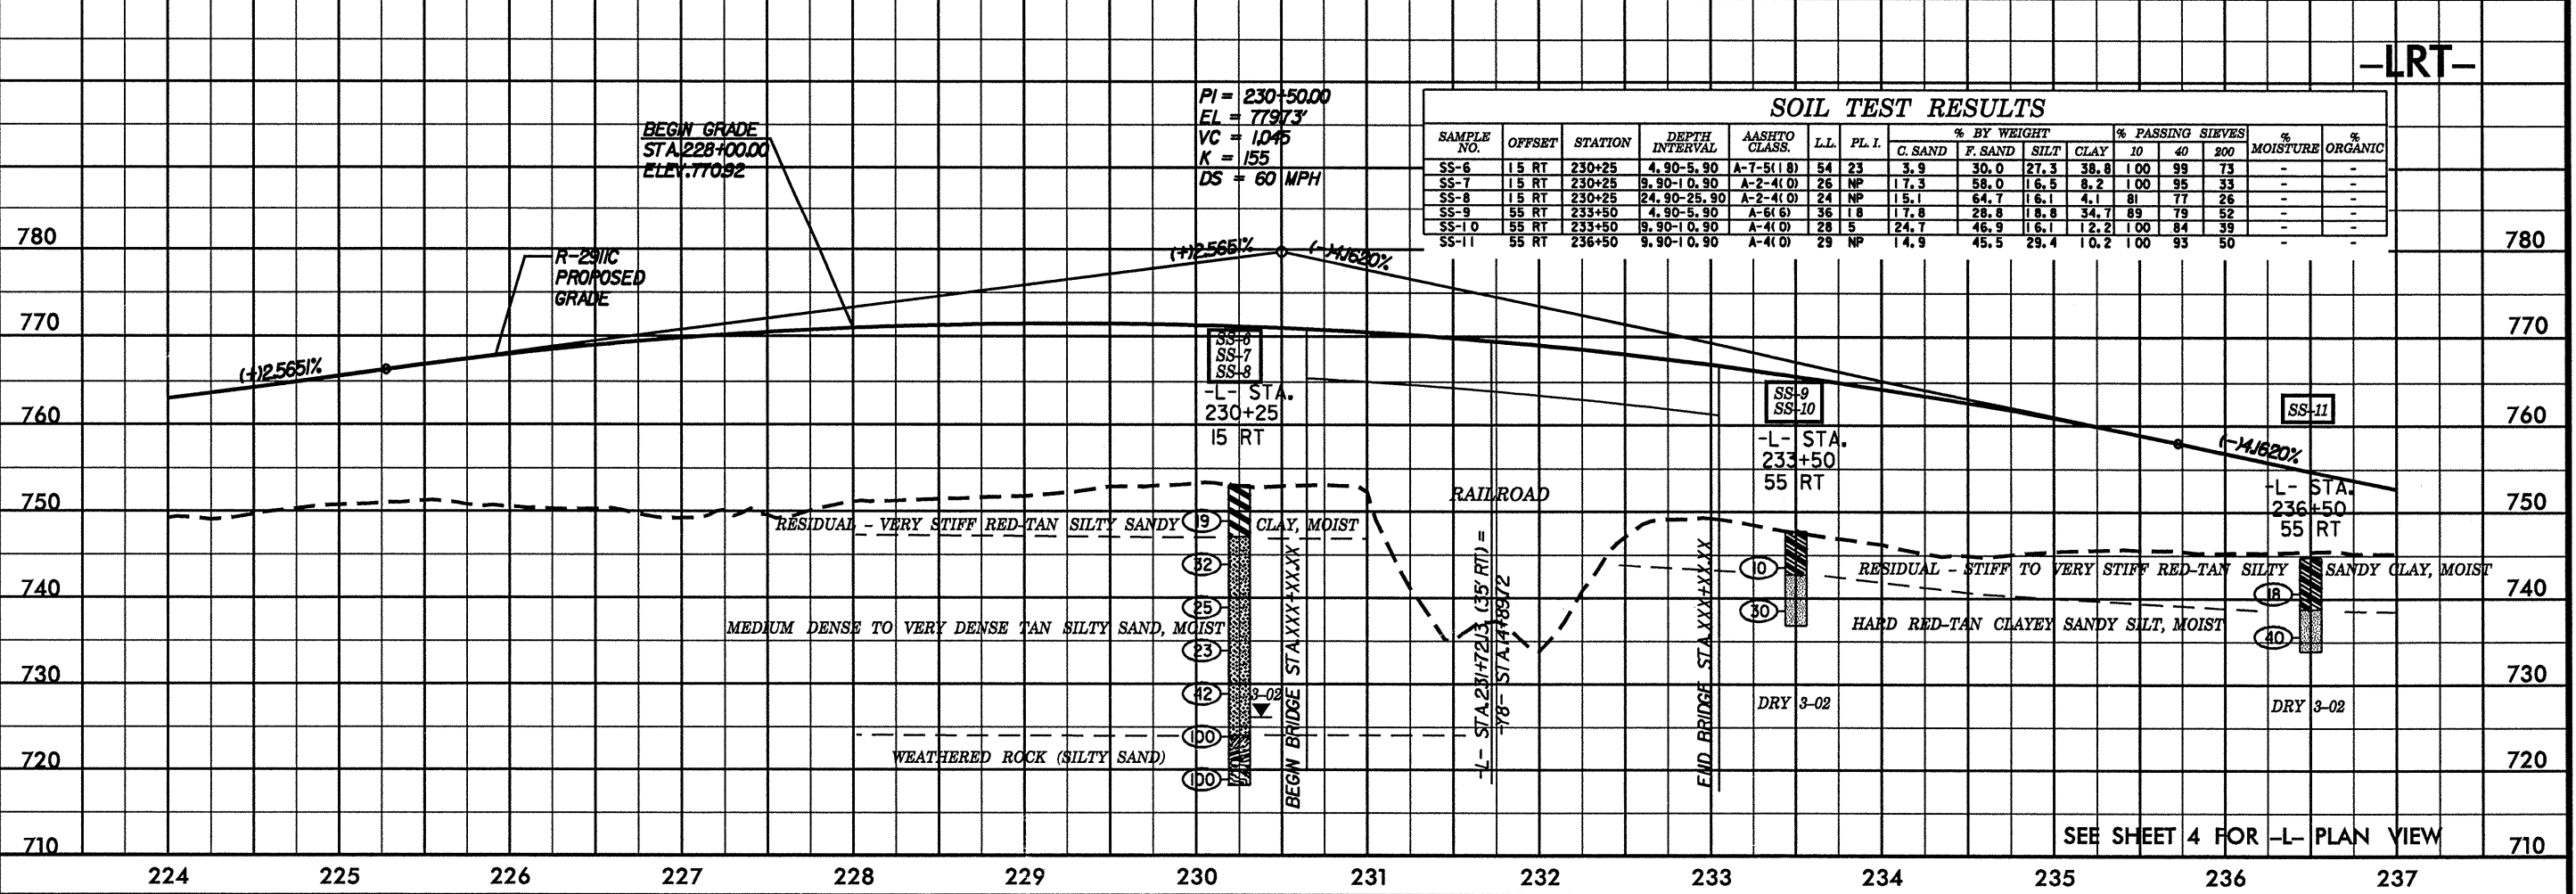 -LRT-
PI = 230+50.00
EL = 779.73'
VC = 1,045
K = 155
DS = 60 MPH
BEGIN GRADE
STA.228+00.00
ELEV.770.92
SOIL TEST RESULTS
SAMPLE NO. OFFSET STATION DEPTH INTERVAL AASHTO CLASS. L.L. PL. I. % BY WEIGHT % PASSING SIEVES % MOISTURE % ORGANIC
C. SAND F. SAND SILT CLAY 10 40 200
SS-6 15 RT 230+25 4.90-5.90 A-7-5(18) 54 23 3.9 30.0 27.3 38.8 100 99 73 - -
SS-7 15 RT 230+25 9.90-10.90 A-2-4(0) 26 NP 17.3 58.0 16.5 8.2 100 95 33 - -
SS-8 15 RT 230+25 24.90-25.90 A-2-4(0) 24 NP 15.1 64.7 16.1 4.1 81 77 26 - -
SS-9 55 RT 233+50 4.90-5.90 A-6(6) 36 18 17.8 28.8 18.8 34.7 89 79 52 - -
SS-10 55 RT 233+50 9.90-10.90 A-4(0) 28 5 24.7 46.9 16.1 12.2 100 84 39 - -
SS-11 55 RT 236+50 9.90-10.90 A-4(0) 29 NP 14.9 45.5 29.4 10.2 100 93 50 - -
780 780
(+)2.5651% (-)4.1620%
R-2911C
PROPOSED
GRADE
770 770
(+)2.5651%
SS-6
SS-7
SS-8
-L- STA.
230+25
15 RT
SS-9
SS-10
-L- STA.
233+50
55 RT
SS-11
760 760
(-)4.1620%
-L- STA.
236+50
55 RT
750 750
RAILROAD
RESIDUAL - VERY STIFF RED-TAN SILTY SANDY CLAY, MOIST
19
32
25
23
42
100
100
10
30
18
40
RESIDUAL - STIFF TO VERY STIFF RED-TAN SILTY SANDY CLAY, MOIST
740 740
MEDIUM DENSE TO VERY DENSE TAN SILTY SAND, MOIST
HARD RED-TAN CLAYEY SANDY SILT, MOIST
BEGIN BRIDGE STA.XXX+XX.XX
-L- STA.231+72.13 (35' RT) =
-Y8- STA.14+89.72
END BRIDGE STA.XXX+XX.XX
730 730
3-02
DRY 3-02
DRY 3-02
WEATHERED ROCK (SILTY SAND)
720 720
SEE SHEET 4 FOR -L- PLAN VIEW
710 710
224 225 226 227 228 229 230 231 232 233 234 235 236 237